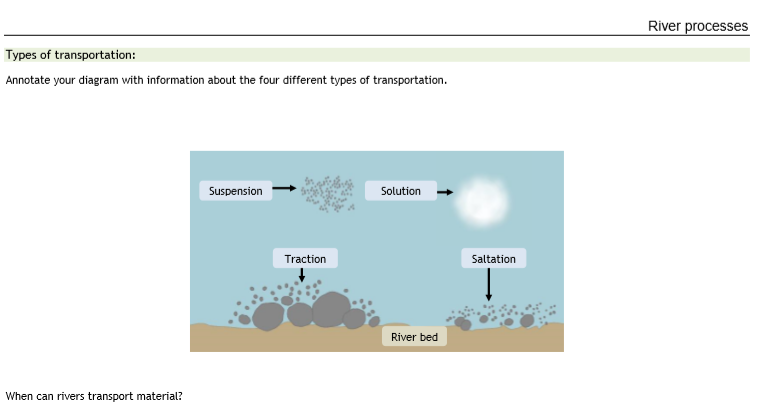 River processes
Types of transportation:
Annotate your diagram with information about the four different types of transportation.
Suspension
Solution
Traction
Saltation
River bed
When can rivers transport material?